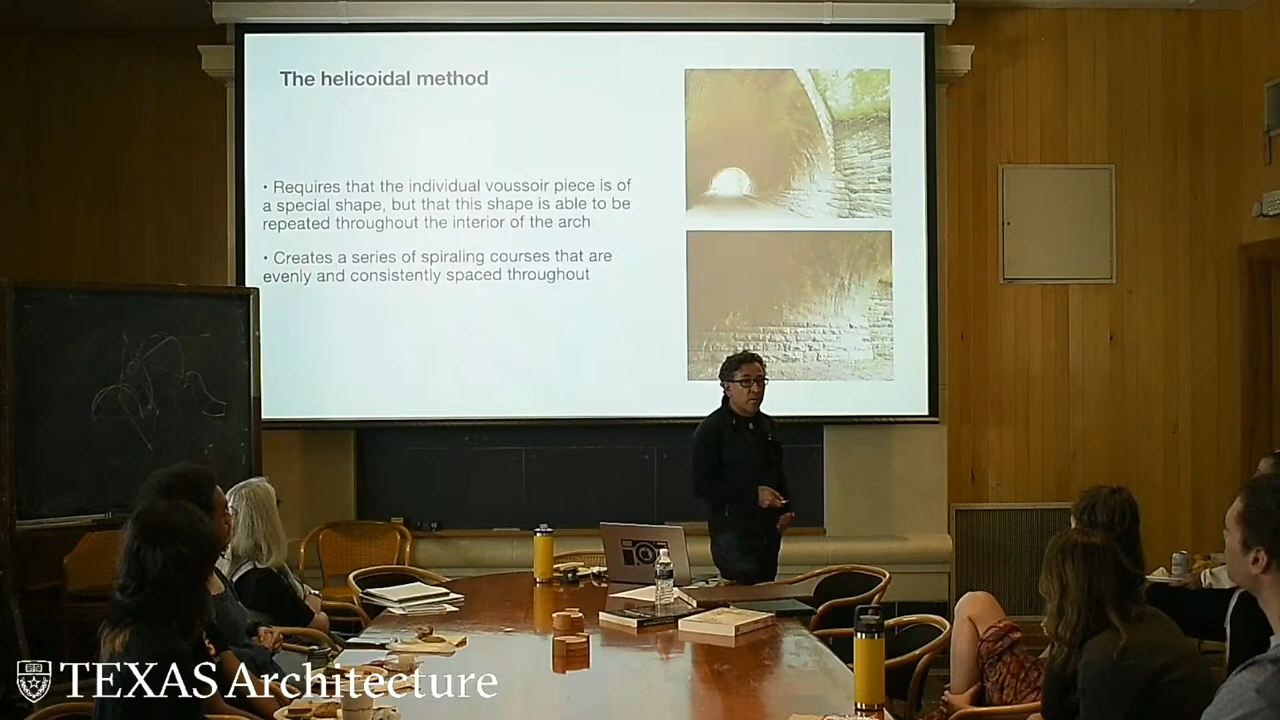 The helicoidal method
• Requires that the individual voussoir piece is of
a special shape, but that this shape is able to be
repeated throughout the interior of the arch
• Creates a series of spiraling courses that are
evenly and consistently spaced throughout
TEXAS Architecture